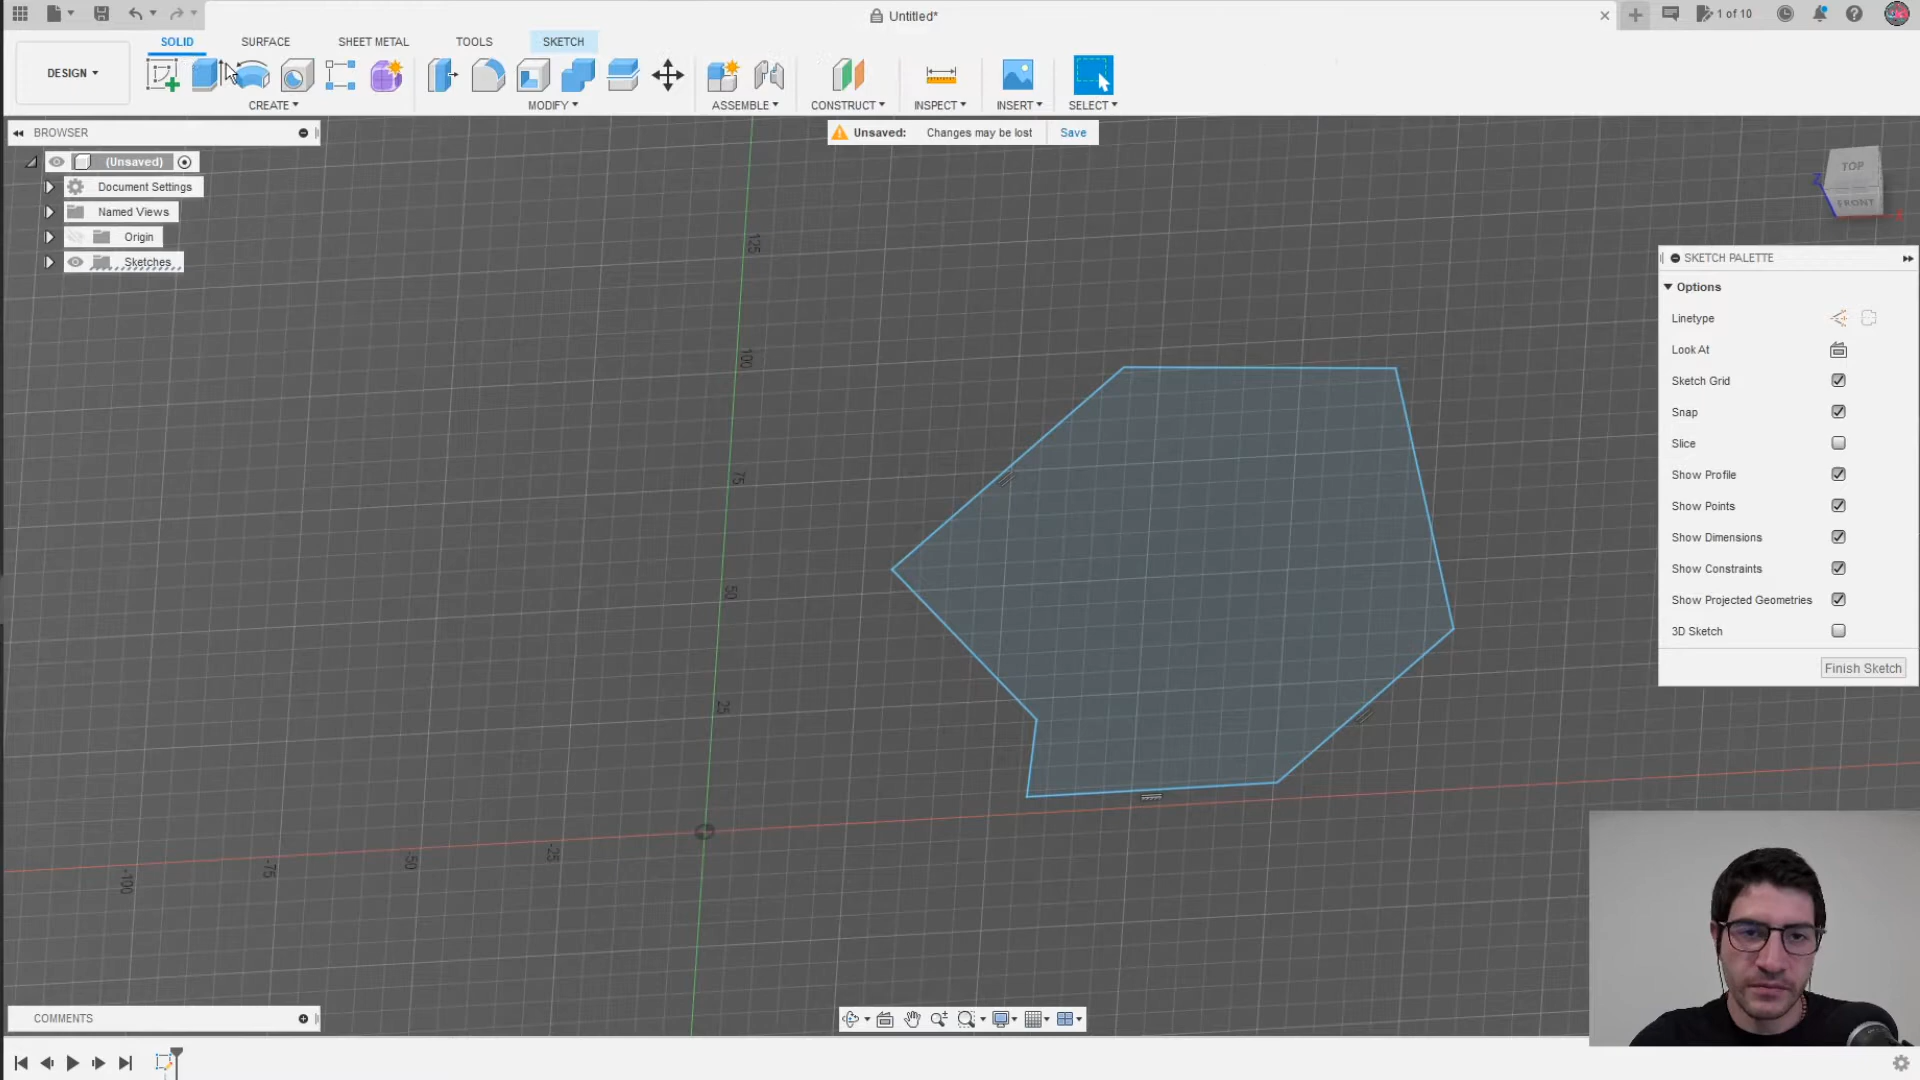 Untitled*
1 of 10
SOLID SURFACE SHEET METAL TOOLS SKETCH
DESIGN
CREATE MODIFY ASSEMBLE CONSTRUCT INSPECT INSERT SELECT
BROWSER
Unsaved: Changes may be lost Save
(Unsaved)
Document Settings
Named Views
Origin
Sketches
TOP
FRONT
Z
X
SKETCH PALETTE
Options
Linetype
Look At
Sketch Grid
Snap
Slice
Show Profile
Show Points
Show Dimensions
Show Constraints
Show Projected Geometries
3D Sketch
Finish Sketch
125
100
75
50
25
-25
-50
-75
-100
COMMENTS